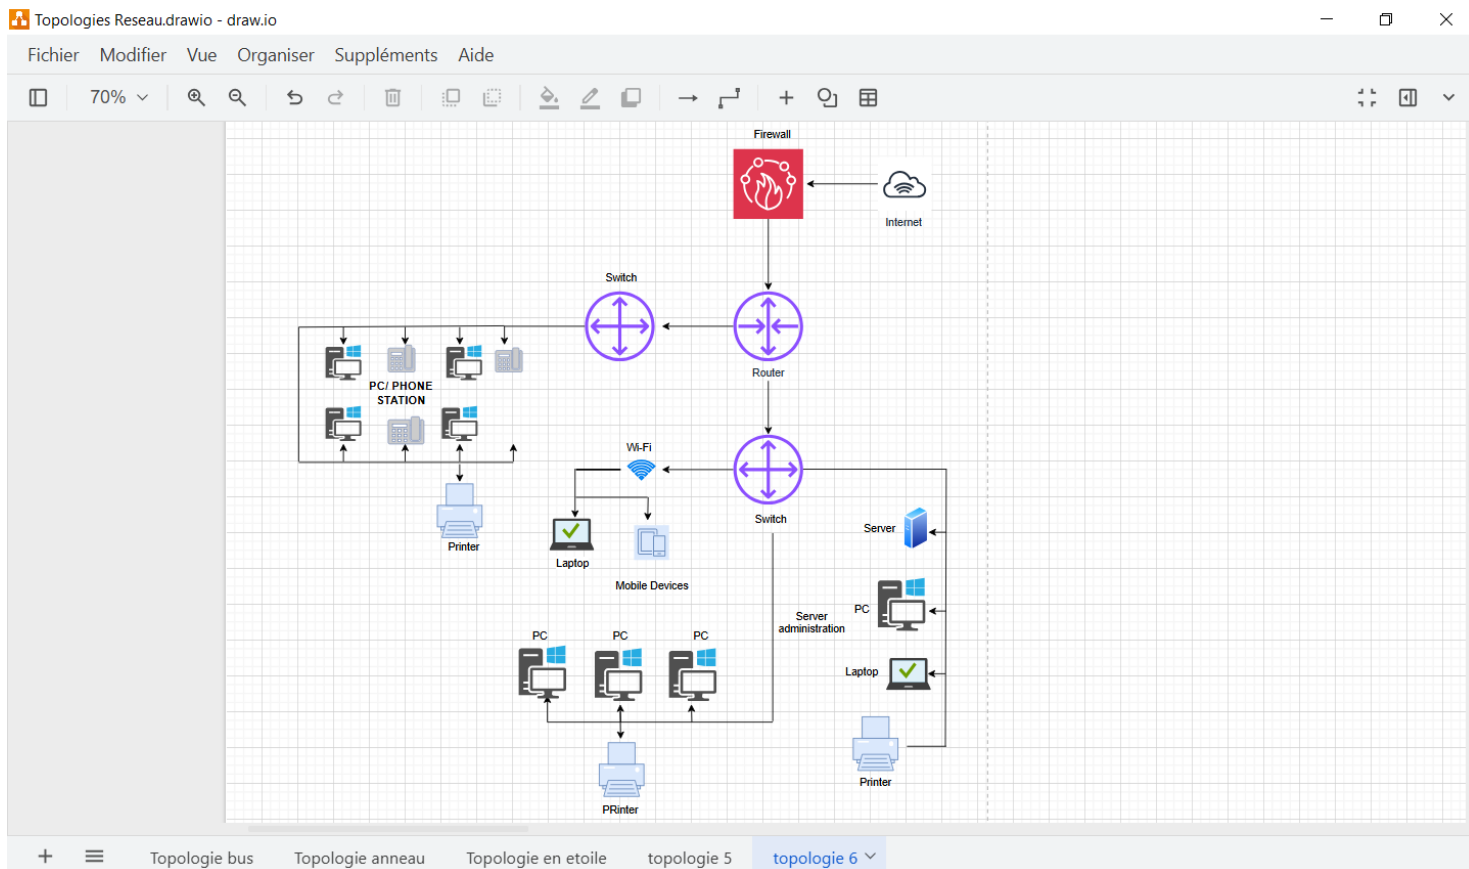 Topologies Reseau.drawio - draw.io
Fichier Modifier Vue Organiser Suppléments Aide
70%
Firewall
Internet
Switch
Router
PC/ PHONE
STATION
Wi-Fi
Switch
Printer
Laptop
Mobile Devices
Server
PC
Server
administration
Laptop
PC PC PC
Printer
PRinter
Topologie bus Topologie anneau Topologie en etoile topologie 5 topologie 6